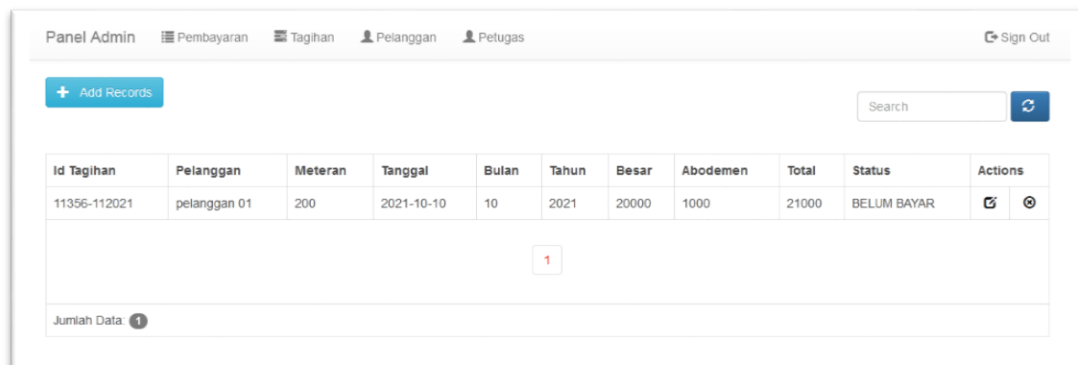 Panel Admin Pembayaran Tagihan Pelanggan Petugas Sign Out
Add Records
Search
Id Tagihan Pelanggan Meteran Tanggal Bulan Tahun Besar Abodemen Total Status Actions
11356-112021 pelanggan 01 200 2021-10-10 10 2021 20000 1000 21000 BELUM BAYAR
1
Jumlah Data: 1